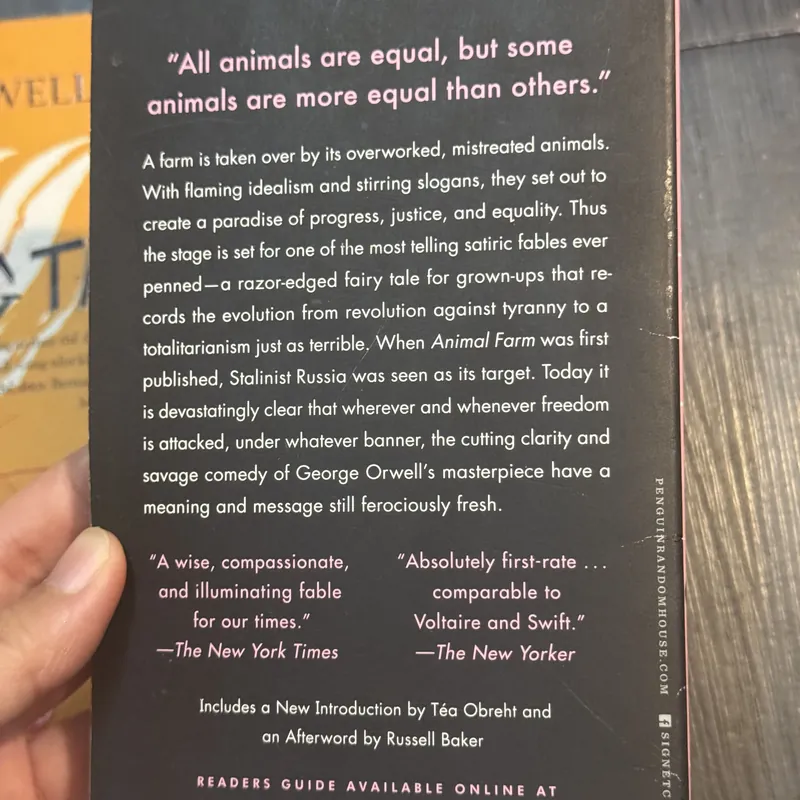 "All animals are equal, but some
animals are more equal than others."
A farm is taken over by its overworked, mistreated animals.
With flaming idealism and stirring slogans, they set out to
create a paradise of progress, justice, and equality. Thus
the stage is set for one of the most telling satiric fables ever
penned—a razor-edged fairy tale for grown-ups that re-
cords the evolution from revolution against tyranny to a
totalitarianism just as terrible. When Animal Farm was first
published, Stalinist Russia was seen as its target. Today it
is devastatingly clear that wherever and whenever freedom
is attacked, under whatever banner, the cutting clarity and
savage comedy of George Orwell's masterpiece have a
meaning and message still ferociously fresh.
"A wise, compassionate,
and illuminating fable
for our times."
—The New York Times
"Absolutely first-rate ...
comparable to
Voltaire and Swift."
—The New Yorker
Includes a New Introduction by Téa Obreht and
an Afterword by Russell Baker
READERS GUIDE AVAILABLE ONLINE AT
PENGUINRANDOMHOUSE.COM
SIGNETC
WELL